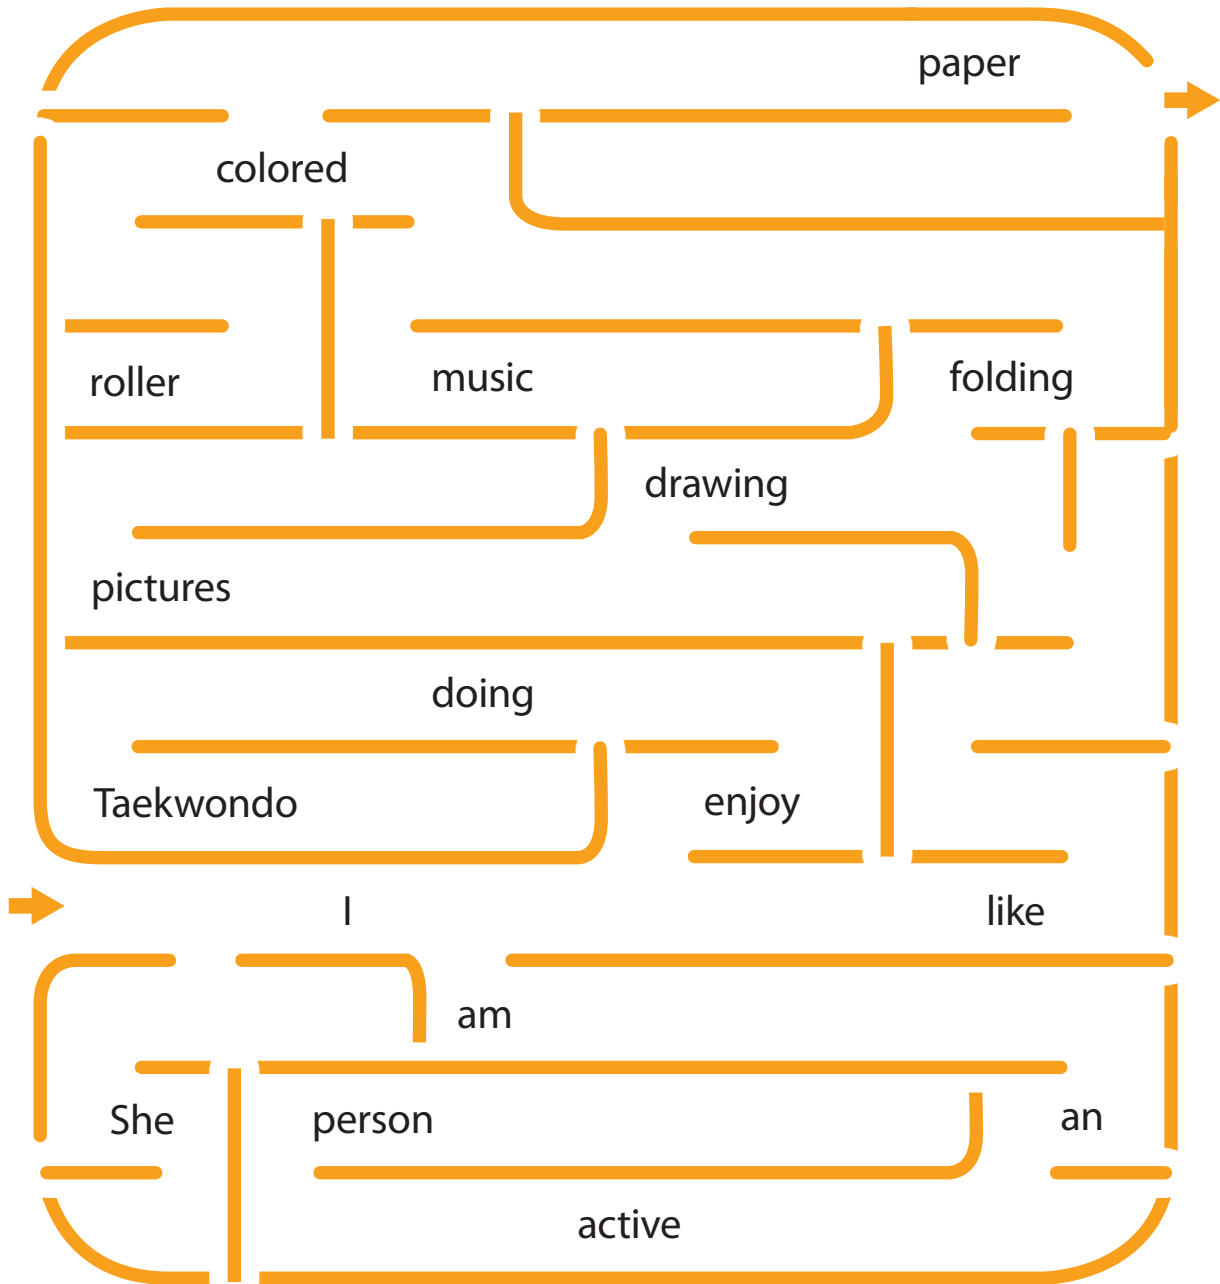 paper
colored
roller music folding
drawing
pictures
doing
Taekwondo enjoy
I like
am
She person an
active